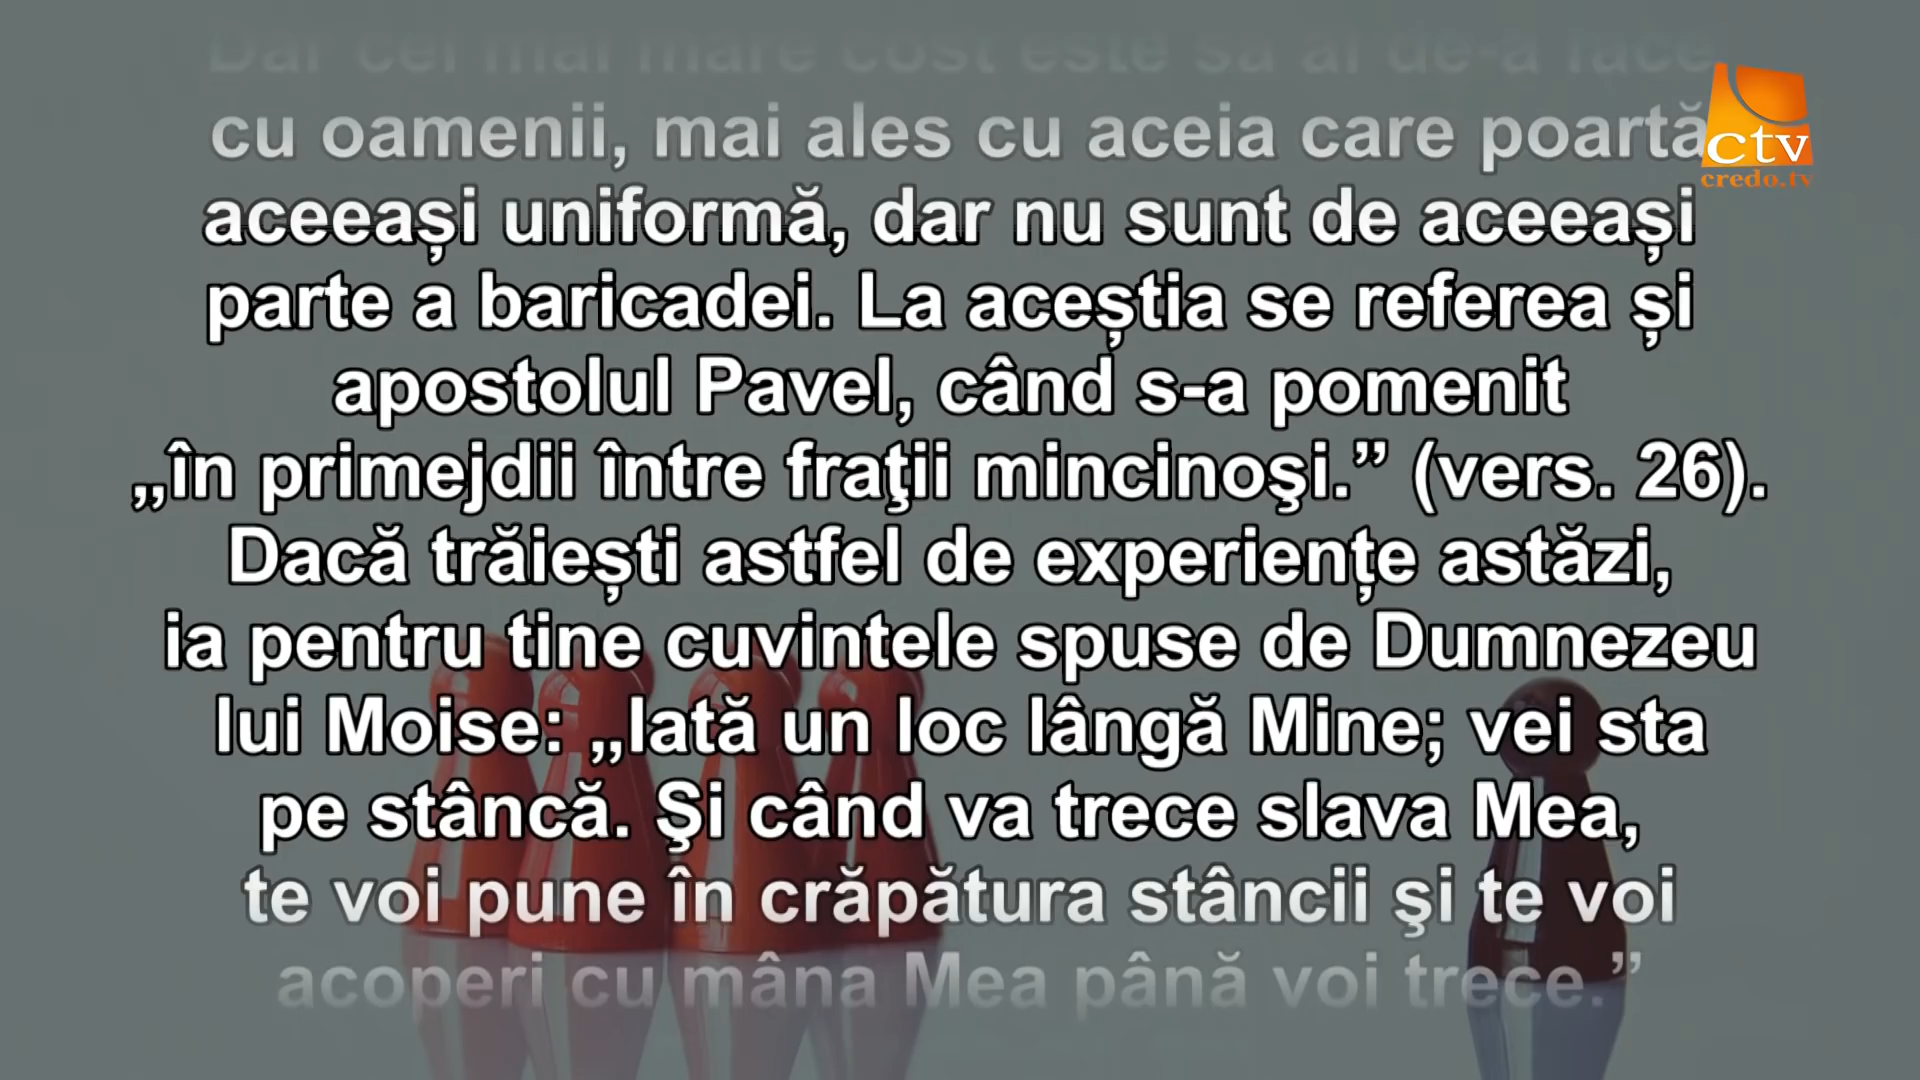 Dar cel mai mare cost este să ai de-a face
cu oamenii, mai ales cu aceia care poartă
aceeași uniformă, dar nu sunt de aceeași
parte a baricadei. La aceștia se referea și
apostolul Pavel, când s-a pomenit
„în primejdii între fraţii mincinoşi.” (vers. 26).
Dacă trăiești astfel de experiențe astăzi,
ia pentru tine cuvintele spuse de Dumnezeu
lui Moise: „Iată un loc lângă Mine; vei sta
pe stâncă. Şi când va trece slava Mea,
te voi pune în crăpătura stâncii şi te voi
acoperi cu mâna Mea până voi trece.”
ctv
credo.tv